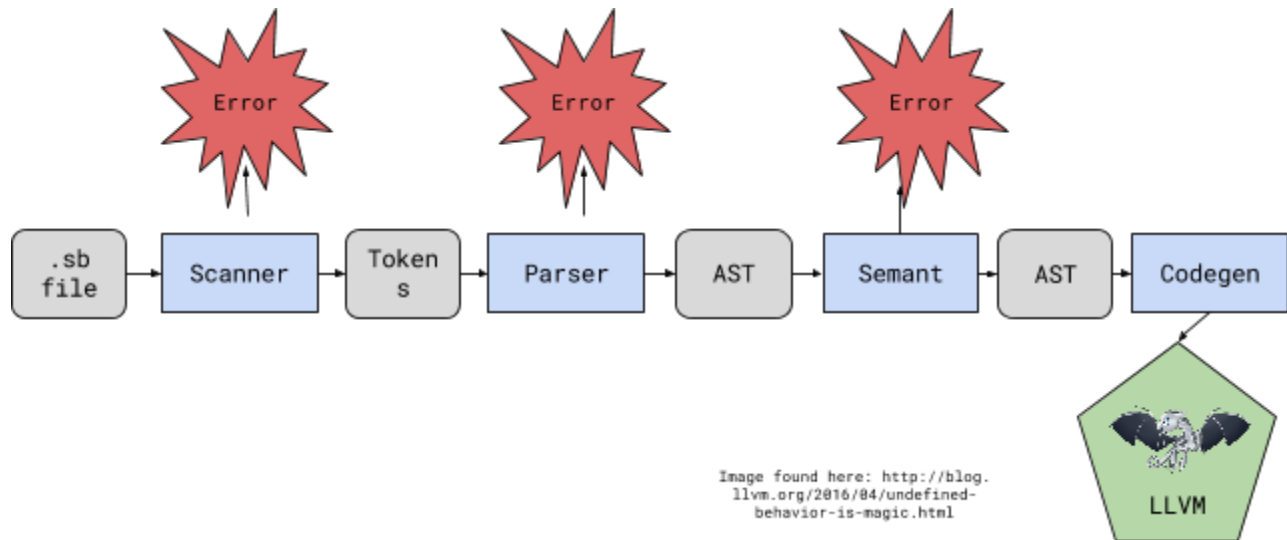 Error
Error
Error
.sb
file
Scanner
Token
s
Parser
AST
Semant
AST
Codegen
Image found here: http://blog.
llvm.org/2016/04/undefined-
behavior-is-magic.html
LLVM